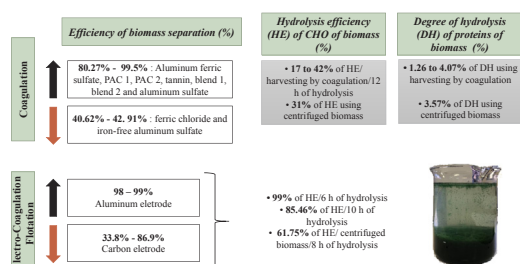 Efficiency of biomass separation (%)
Hydrolysis efficiency
(HE) of CHO of biomass
(%)
Degree of hydrolysis
(DH) of proteins of
biomass (%)
Coagulation
80.27% - 99.5% : Aluminum ferric
sulfate, PAC 1, PAC 2, tannin, blend 1,
blend 2 and aluminum sulfate
40.62% - 42. 91% : ferric chloride and
iron-free aluminum sulfate
• 17 to 42% of HE/
harvesting by coagulation/12
h of hydrolysis
• 31% of HE using
centrifuged biomass
• 1.26 to 4.07% of DH using
harvesting by coagulation
• 3.57% of DH using
centrifuged biomass
lectro-Coagulation
Flotation
98 – 99%
Aluminum eletrode
33.8% - 86.9%
Carbon eletrode
• 99% of HE/6 h of hydrolysis
• 85.46% of HE/10 h of
hydrolysis
• 61.75% of HE/ centrifuged
biomass/8 h of hydrolysis